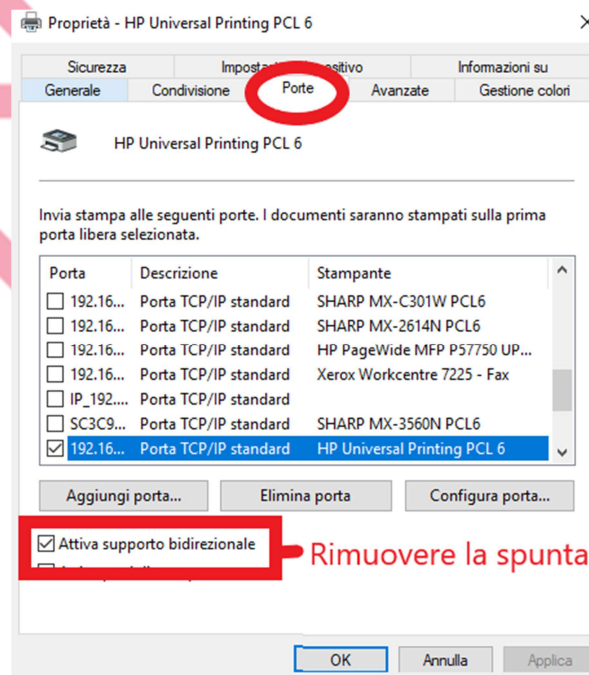 Proprietà - HP Universal Printing PCL 6
Sicurezza Informazioni su
Generale Condivisione Porte Avanzate Gestione colori
HP Universal Printing PCL 6
Invia stampa alle seguenti porte. I documenti saranno stampati sulla prima
porta libera selezionata.
Porta Descrizione Stampante
192.16... Porta TCP/IP standard SHARP MX-C301W PCL6
192.16... Porta TCP/IP standard SHARP MX-2614N PCL6
192.16... Porta TCP/IP standard HP PageWide MFP P57750 UP...
192.16... Porta TCP/IP standard Xerox Workcentre 7225 - Fax
IP_192.... Porta TCP/IP standard
SC3C9... Porta TCP/IP standard SHARP MX-3560N PCL6
192.16... Porta TCP/IP standard HP Universal Printing PCL 6
Aggiungi porta... Elimina porta Configura porta...
Attiva supporto bidirezionale
Rimuovere la spunta
OK Annulla Applica